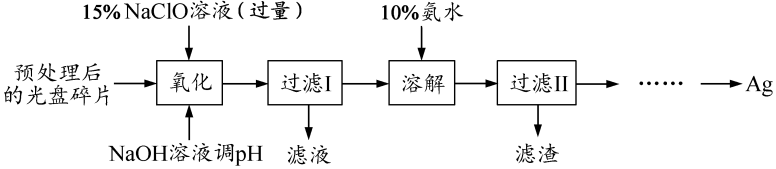 15% NaClO溶液(过量)
10%氨水
预处理后
的光盘碎片
氧化
过滤I
溶解
过滤II
……
Ag
NaOH溶液调pH
滤液
滤渣